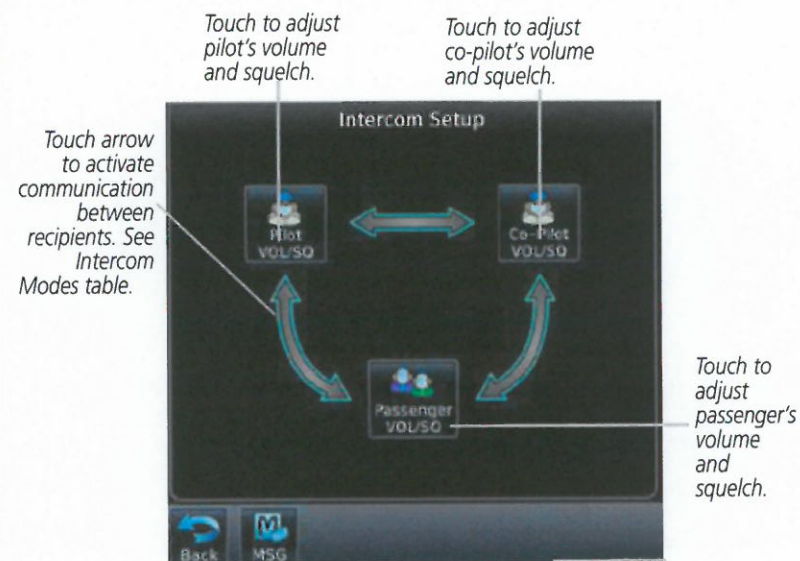 Touch to adjust
pilot's volume
and squelch.
Touch to adjust
co-pilot's volume
and squelch.
Touch arrow
to activate
communication
between
recipients. See
Intercom
Modes table.
Intercom Setup
Pilot
VOL/SQ
Co-Pilot
VOL/SQ
Passenger
VOL/SQ
Touch to
adjust
passenger's
volume
and
squelch.
Back
MSG